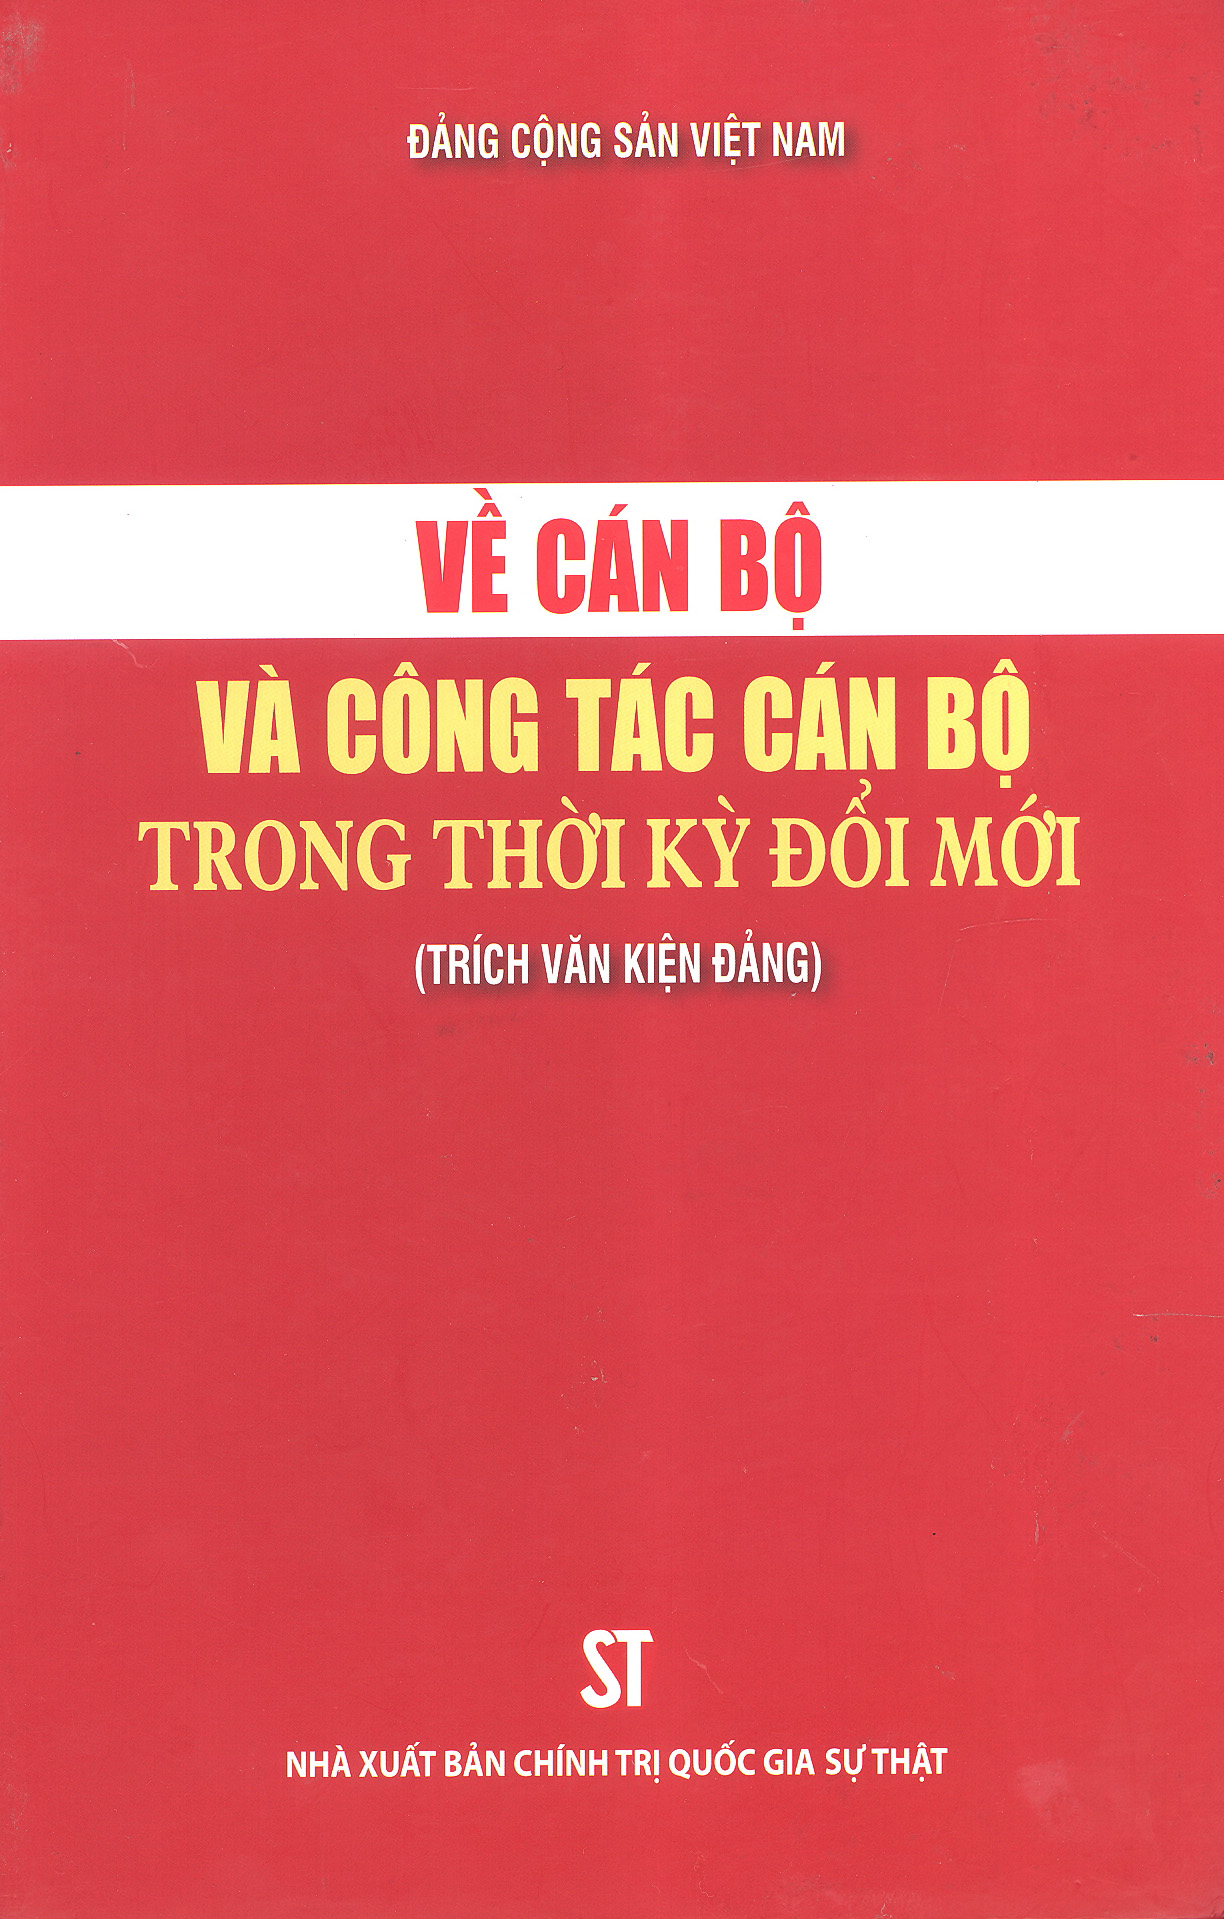 ĐẢNG CỘNG SẢN VIỆT NAM
VỀ CÁN BỘ
VÀ CÔNG TÁC CÁN BỘ
TRONG THỜI KỲ ĐỔI MỚI
(TRÍCH VĂN KIỆN ĐẢNG)
ST
NHÀ XUẤT BẢN CHÍNH TRỊ QUỐC GIA SỰ THẬT